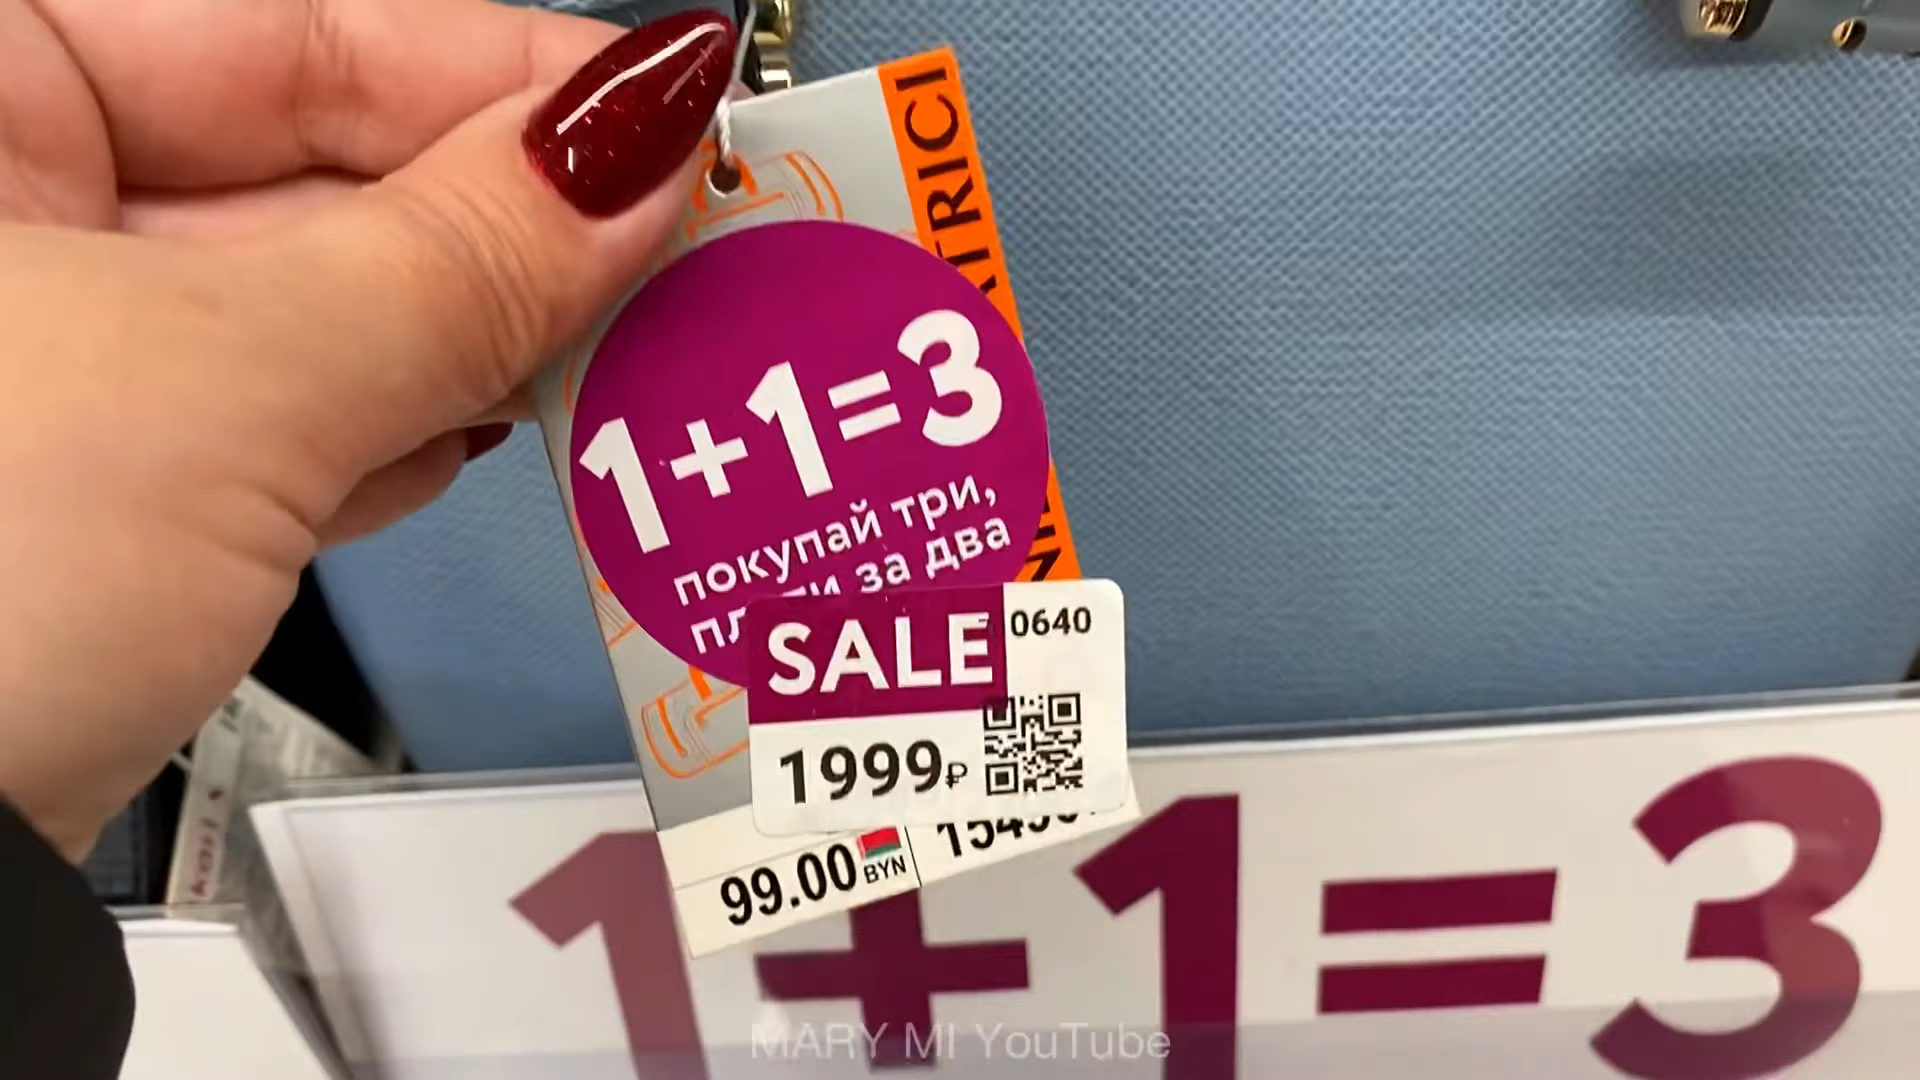 1+1=3
покупай три,
за два
SALE
0640
1999₽
99.00
BYN
1+1=3
kari
MARY MI YouTube